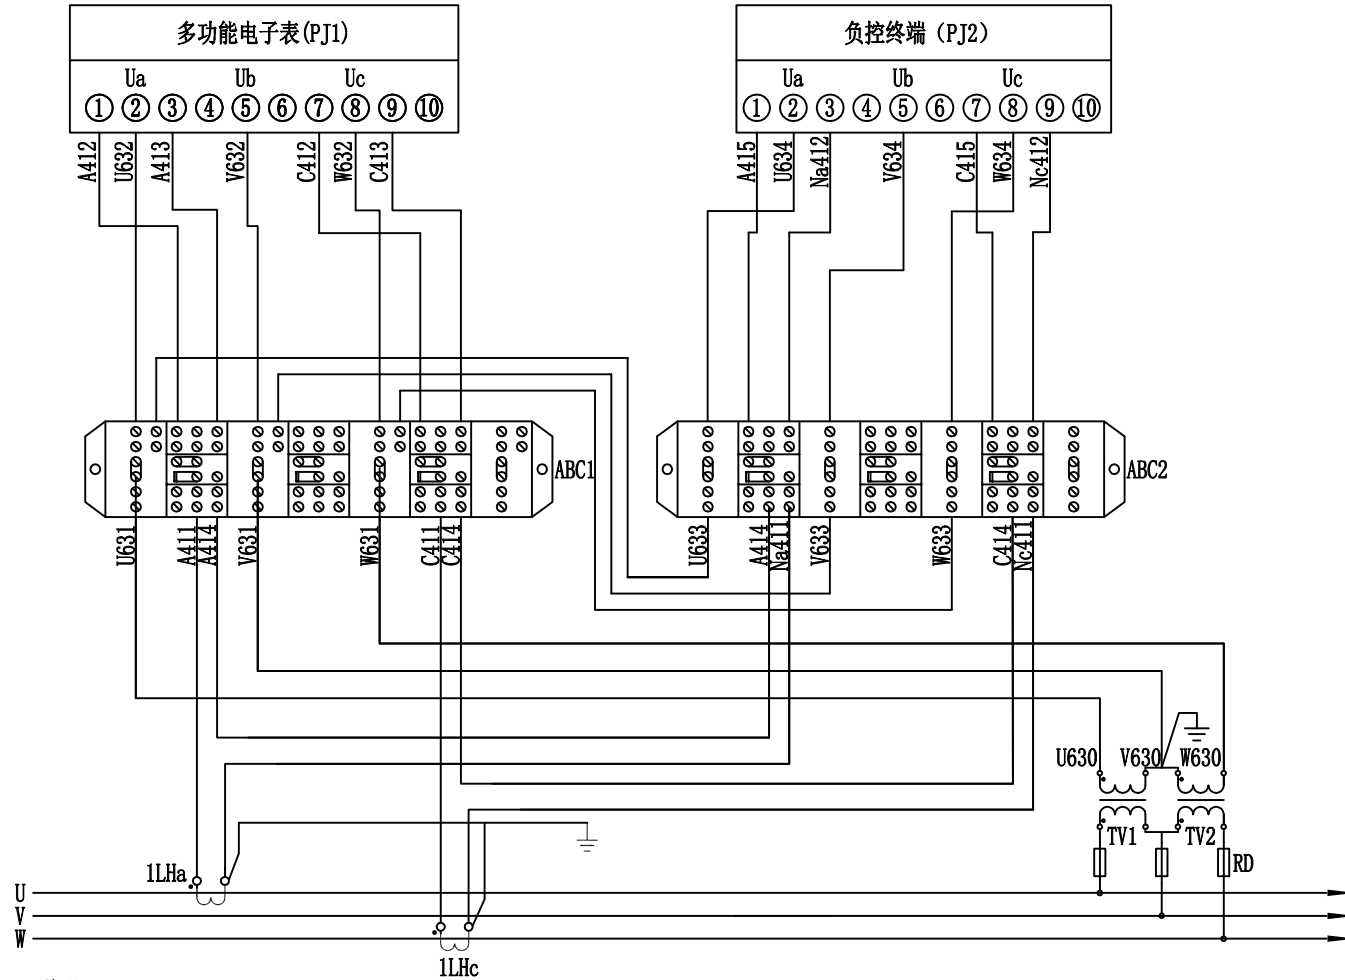 多功能电子表(PJ1)
负控终端（PJ2）
Ua Ub Uc
Ua Ub Uc
1 2 3 4 5 6 7 8 9 10
1 2 3 4 5 6 7 8 9 10
A412 U632 A413 V632 C412 W632 C413
A415 U634 Na412 V634 C415 W634 Nc412
ABC1
ABC2
U631 A411 A414 V631 W631 C411 C414
U633 A414 Na411 V633 W633 C414 Nc411
U630 V630 W630
TV1 TV2
RD
1LHa
U
V
W
1LHc